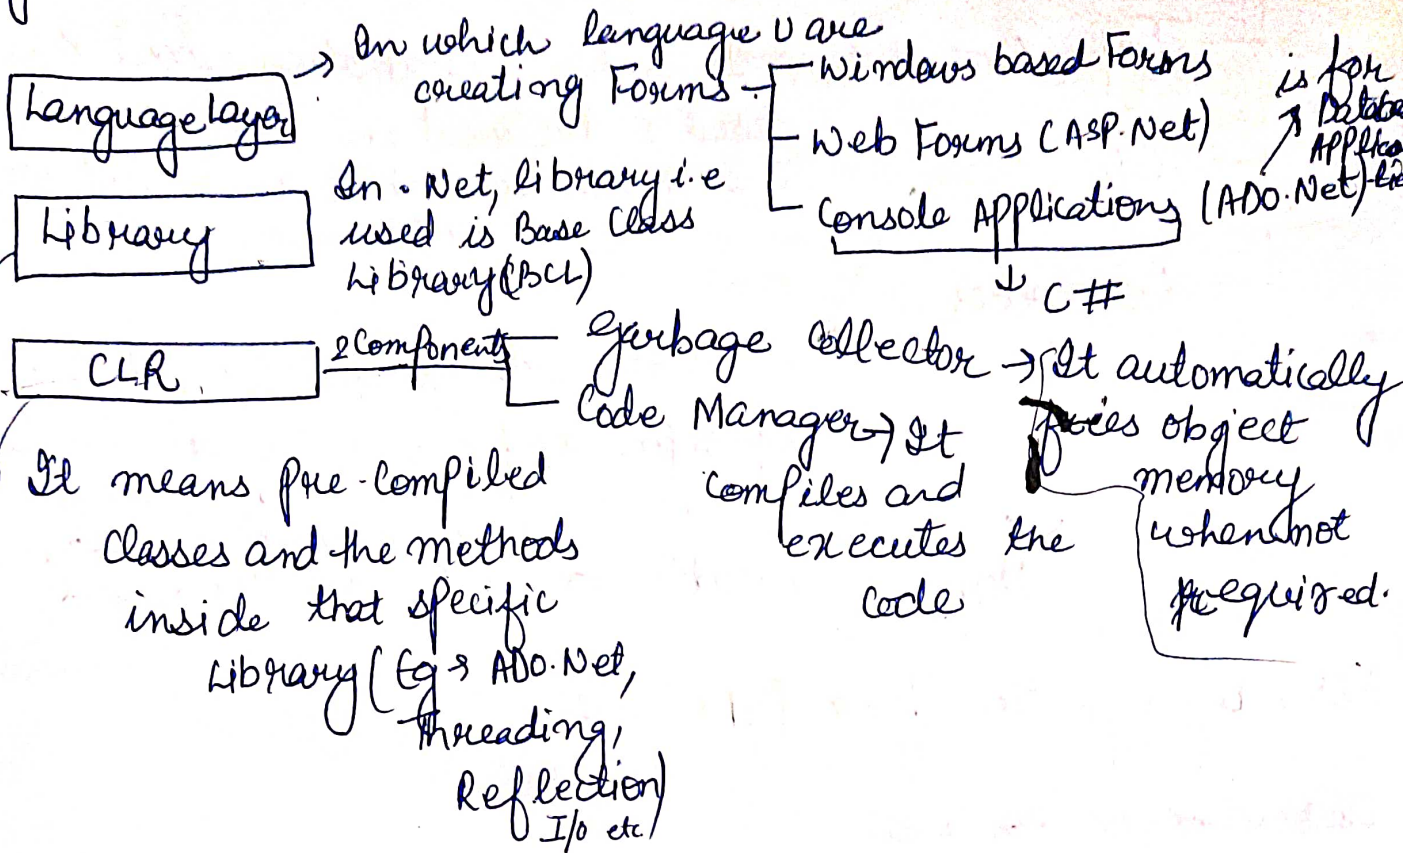 Language Layer
In which language U are
creating Forms
Windows based Forms
Web Forms (ASP.Net)
Console Applications (ADO.Net)
is for
C#
Library
In .Net, library i.e
used is Base Class
Library (BCL)
CLR
2 Components
Garbage Collector → It automatically
frees object
memory
when not
required.
Code Manager → It
compiles and
executes the
code
It means pre-compiled
classes and the methods
inside that specific
Library (Eg → ADO.Net,
Threading,
Reflection
I/O etc)